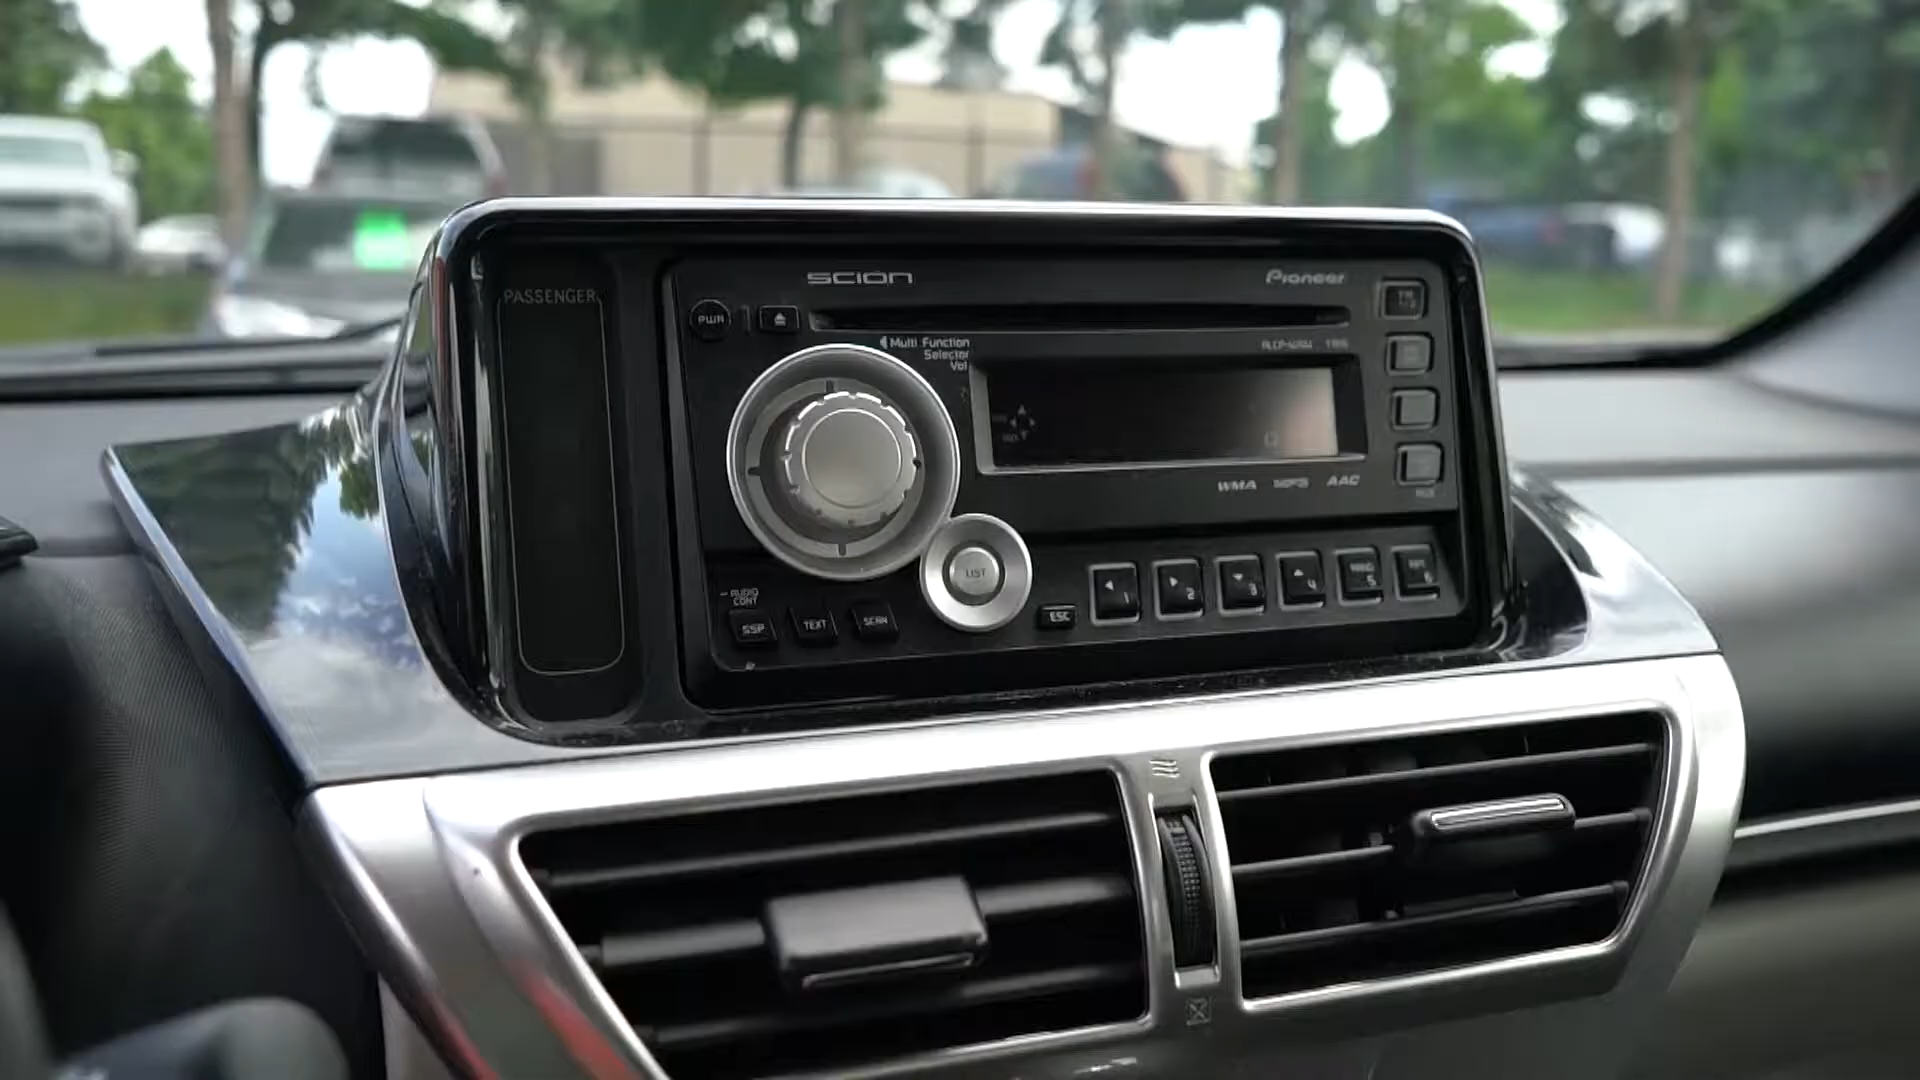 SCION
Pioneer
PASSENGER
PWR
Multi Function
Selector
Vol
WMA MP3 AAC
LIST
AUDIO
CONT
SSP
TEXT
SCAN
ESC
1
2
3
4
5
6